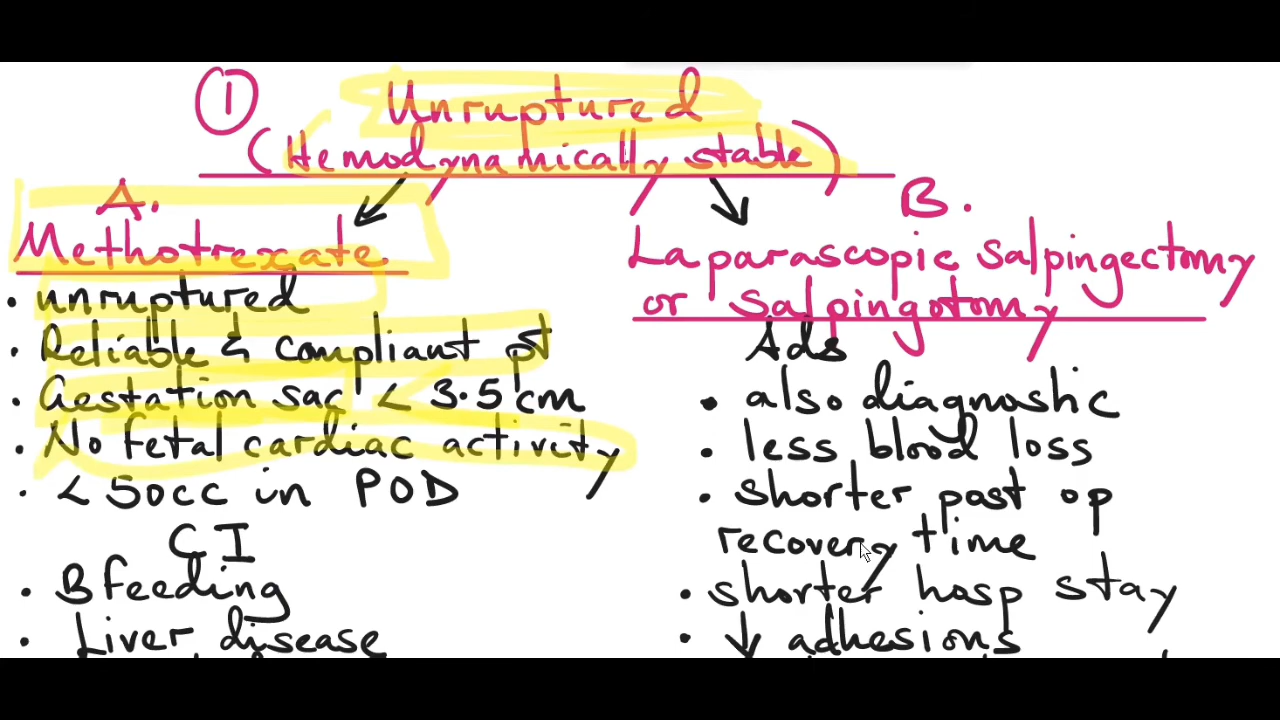 ① Unruptured
(Hemodynamically stable)
A.
Methotrexate
• unruptured
• Reliable & compliant pt
• Gestation sac < 3.5 cm
• No fetal cardiac activity
• < 50cc in POD
CI
• B feeding
• Liver disease
B.
Laparascopic Salpingectomy
or Salpingotomy
Ads
• also diagnostic
• less blood loss
• shorter post op
recovery time
• shorter hosp stay
• ↓ adhesions